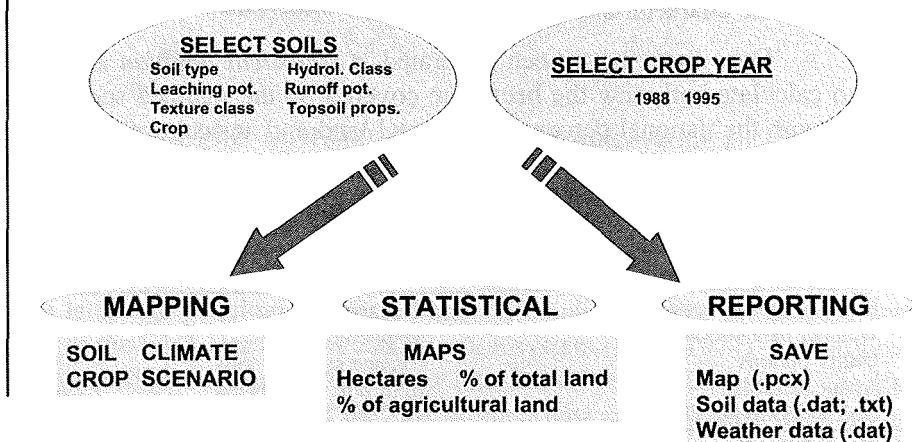 SELECT SOILS
Soil type Hydrol. Class
Leaching pot. Runoff pot.
Texture class Topsoil props.
Crop
SELECT CROP YEAR
1988 1995
MAPPING
SOIL CLIMATE
CROP SCENARIO
STATISTICAL
MAPS
Hectares % of total land
% of agricultural land
REPORTING
SAVE
Map (.pcx)
Soil data (.dat; .txt)
Weather data (.dat)